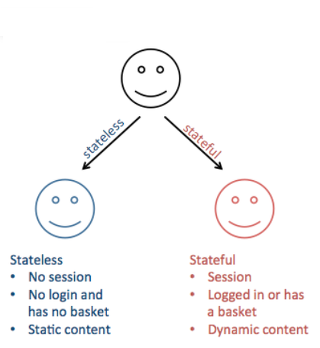 stateless
stateful
Stateless
• No session
• No login and
has no basket
• Static content
Stateful
• Session
• Logged in or has
a basket
• Dynamic content